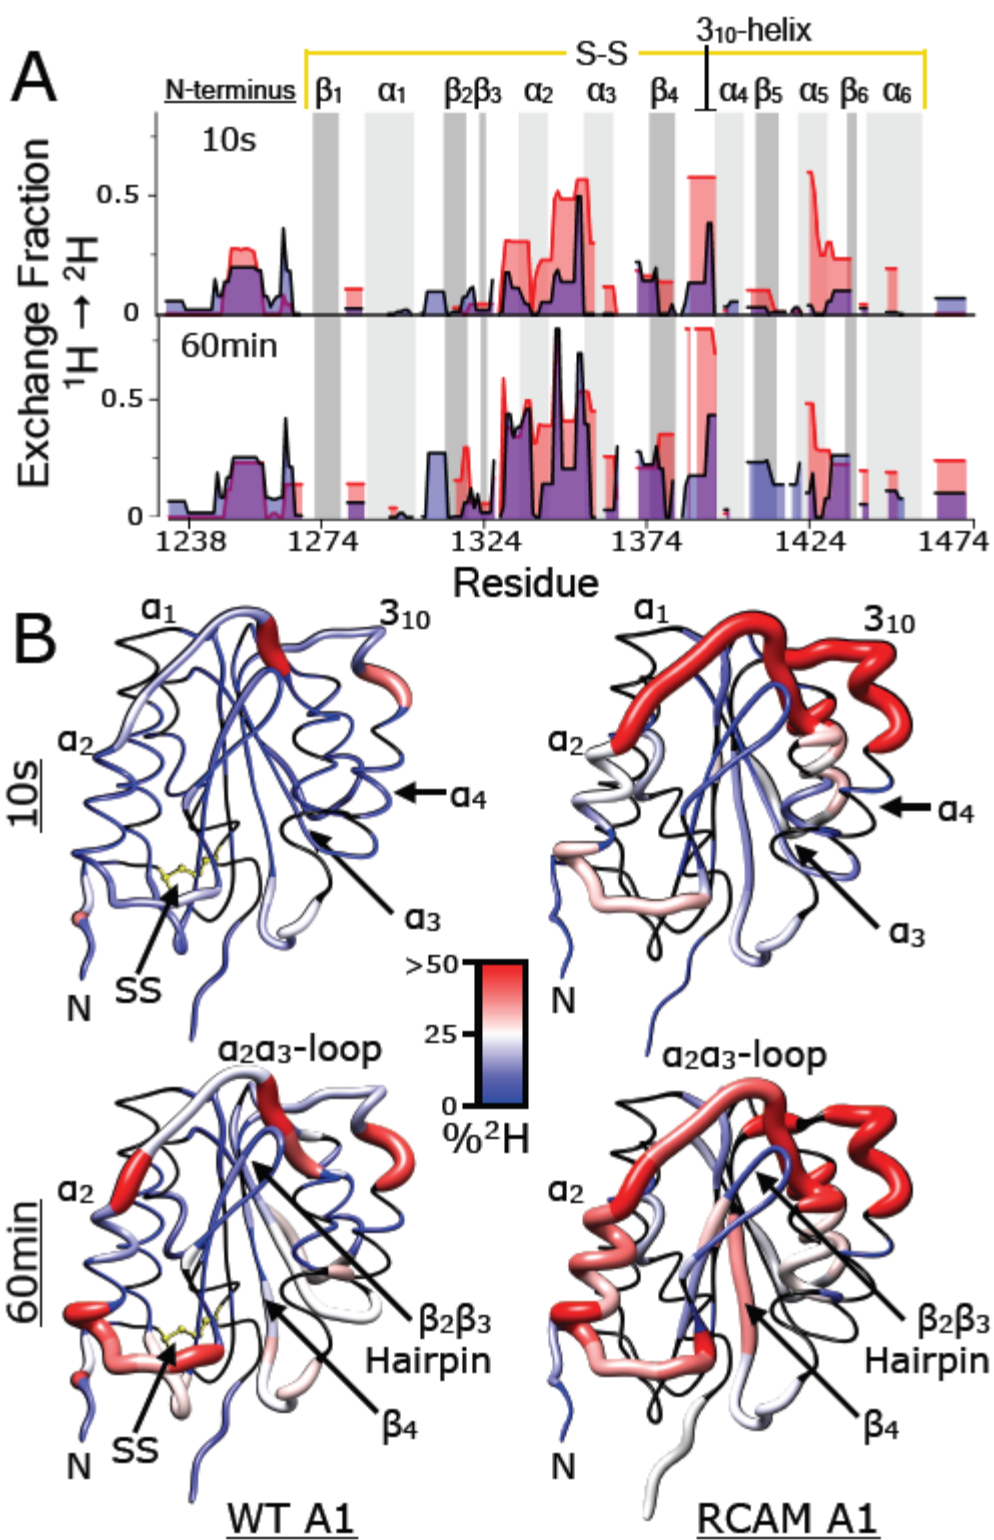 A
3₁₀-helix
S-S
N-terminus β₁ α₁ β₂ β₃ α₂ α₃ β₄ α₄ β₅ α₅ β₆ α₆
Exchange Fraction
¹H → ²H
10s
0.5
0
60min
0.5
0
1238 1274 1324 1374 1424 1474
Residue
B
10s
α₁ 3₁₀
α₂
α₄
α₃
SS
N
α₁ 3₁₀
α₂
α₄
α₃
N
>50
25
0
%²H
60min
α₂α₃-loop
α₂
β₂β₃
Hairpin
β₄
SS
N
α₂α₃-loop
α₂
β₂β₃
Hairpin
β₄
N
WT A1
RCAM A1